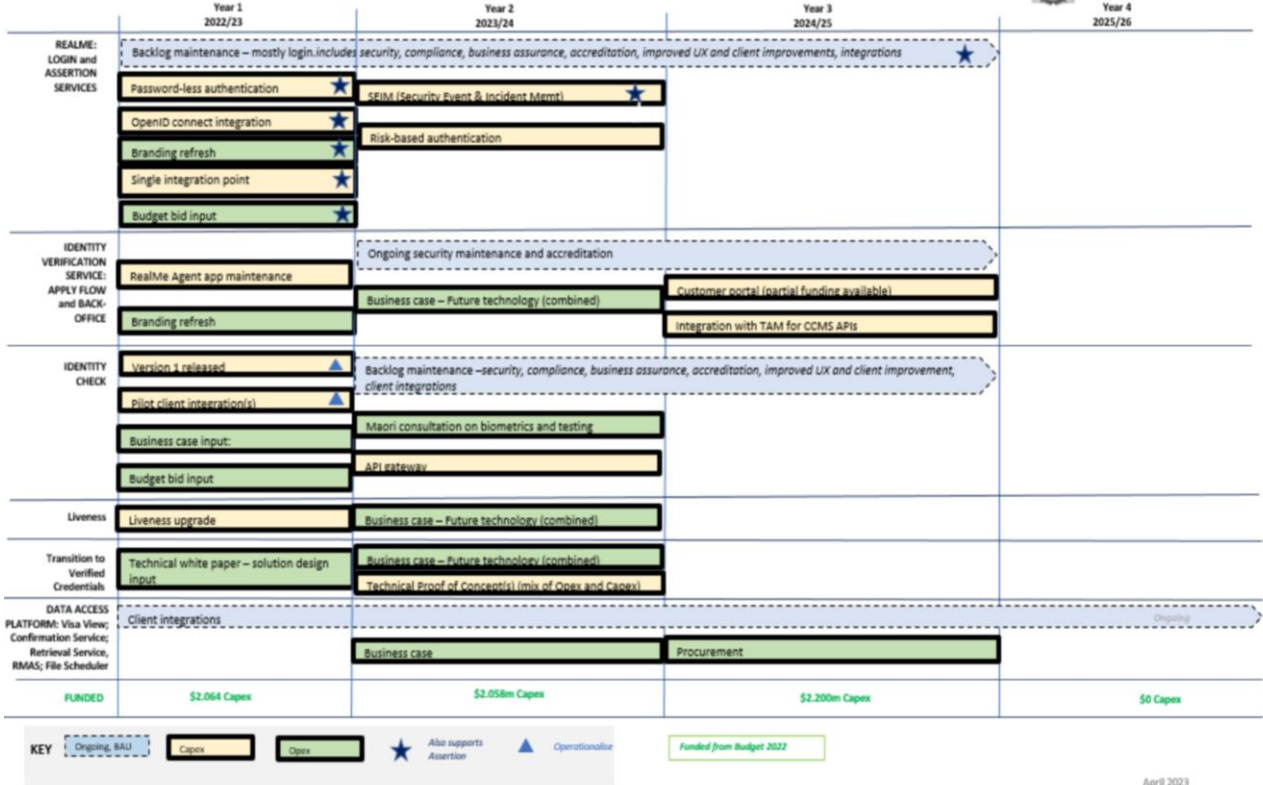 Year 1
2022/23
Year 2
2023/24
Year 3
2024/25
Year 4
2025/26
REALME:
LOGIN and
ASSERTION
SERVICES
Backlog maintenance – mostly login.includes security, compliance, business assurance, accreditation, improved UX and client improvements, integrations
Password-less authentication
SEIM (Security Event & Incident Mgmt)
OpenID connect integration
Risk-based authentication
Branding refresh
Single integration point
Budget bid input
IDENTITY
VERIFICATION
SERVICE:
APPLY FLOW
and BACK-
OFFICE
Ongoing security maintenance and accreditation
RealMe Agent app maintenance
Business case – Future technology (combined)
Customer portal (partial funding available)
Branding refresh
Integration with TAM for CCMS APIs
IDENTITY
CHECK
Version 1 released
Backlog maintenance –security, compliance, business assurance, accreditation, improved UX and client improvement,
client integrations
Pilot client integration(s)
Maori consultation on biometrics and testing
Business case input:
API gateway
Budget bid input
Liveness
Liveness upgrade
Business case – Future technology (combined)
Transition to
Verified
Credentials
Technical white paper – solution design
input
Business case – Future technology (combined)
Technical Proof of Concept(s) (mix of Opex and Capex)
DATA ACCESS
PLATFORM: Visa View;
Confirmation Service;
Retrieval Service,
RMAS; File Scheduler
Client integrations
Ongoing
Business case
Procurement
FUNDED
$2.064 Capex
$2.058m Capex
$2.200m Capex
$0 Capex
KEY
Ongoing, BAU
Capex
Opex
Also supports
Assertion
Operationalise
Funded from Budget 2022
April 2023